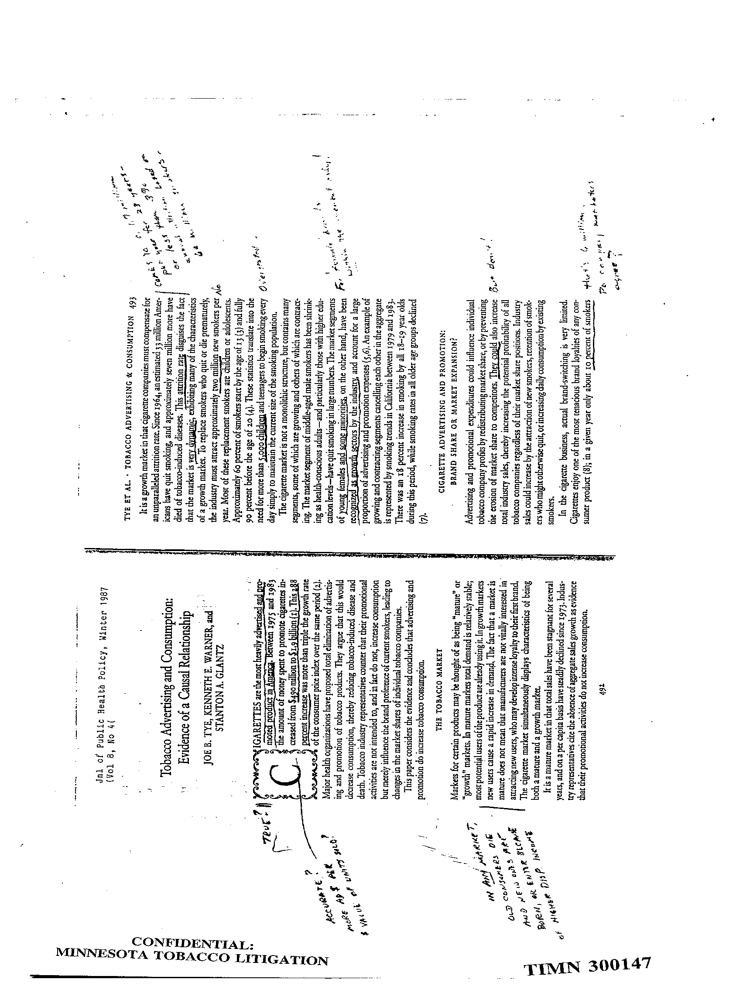 Jnl of Public Health Policy, Winter 1987
(Vol 8, No 4(
Tobacco Advertising and Consumption:
Evidence of a Causal Relationship
JOE B. TYE, KENNETH E. WARNER, and
STANTON A. GLANTZ
CIGARETTES are the most heavily advertised and pro-
moted product in America. Between 1975 and 1983
the amount of money spent to promote cigarettes in-
creased from $490 million to $1.9 billion (1). This 288
percent increase was more than triple the growth rate
of the consumer price index over the same period (2).
Major health organizations have proposed total elimination of advertis-
ing and promotion of tobacco products. They argue that this would
decrease consumption, thereby reducing tobacco-induced disease and
death. Tobacco industry representatives counter that their promotional
activities are not intended to, and in fact do not, increase consumption
but merely influence the brand preference of current smokers, leading to
changes in the market shares of individual tobacco companies.
This paper considers the evidence and concludes that advertising and
promotion do increase tobacco consumption.
THE TOBACCO MARKET
Markets for certain products may be thought of as being "mature" or
"growth" markets. In mature markets total demand is relatively stable;
most potential users of the product are already using it. In growth markets
new users cause a rapid increase in demand. The fact that a market is
mature does not mean that manufacturers are not vitally interested in
attracting new users, who may develop intense loyalty to their first brand.
The cigarette market simultaneously displays characteristics of being
both a mature and a growth market.
It is a mature market in that total sales have been stagnant for several
years, and on a per capita basis have steadily declined since 1973. Indus-
try representatives cite the absence of aggregate sales growth as evidence
that their promotional activities do not increase consumption.
492
TRUE?
ACCURATE?
MORE AD $ PER
$ VALUE OF UNITS SOLD?
IN ANY MARKET,
OLD CONSUMERS DIE
AND NEW ONES ARE
BORN, OR ENTER BECAUSE
OF HIGHER DISP INCOME
TYE ET AL. · TOBACCO ADVERTISING & CONSUMPTION 493
It is a growth market in that cigarette companies must compensate for
an unparalleled attrition rate. Since 1964, an estimated 33 million Amer-
icans have quit smoking, and approximately seven million more have
died of tobacco-induced diseases. This attrition rate disguises the fact
that the market is very dynamic, exhibiting many of the characteristics
of a growth market. To replace smokers who quit or die prematurely,
the industry must attract approximately two million new smokers per
year. Most of these replacement smokers are children or adolescents.
Approximately 60 percent of smokers start by the age of 13 (3) and fully
90 percent before the age of 20 (4). These statistics translate into the
need for more than 5,000 children and teenagers to begin smoking every
day simply to maintain the current size of the smoking population.
The cigarette market is not a monolithic structure, but contains many
segments, some of which are growing and others of which are contract-
ing. The market segment of middle-aged male smokers has been shrink-
ing as health-conscious adults—and particularly those with higher edu-
cation levels—have quit smoking in large numbers. The market segments
of young females and some minorities, on the other hand, have been
recognized as growth sectors by the industry, and account for a large
proportion of advertising and promotion expenses (5,6). An example of
growing and contracting segments cancelling each other in the aggregate
is represented by smoking trends in California between 1979 and 1983.
There was an 18 percent increase in smoking by all 18-19 year olds
during this period, while smoking rates in all older age groups declined
(7).
CIGARETTE ADVERTISING AND PROMOTION:
BRAND SHARE OR MARKET EXPANSION?
Advertising and promotional expenditures could influence individual
tobacco company profits by redistributing market share, or by preventing
the erosion of market share to competitors. They could also increase
total industry sales, thereby increasing the potential profitability of all
tobacco companies regardless of their market share positions. Industry
sales could increase by the attraction of new smokers, retention of smok-
ers who might otherwise quit, or increasing daily consumption by existing
smokers.
In the cigarette business, actual brand-switching is very limited.
Cigarettes enjoy one of the most tenacious brand loyalties of any con-
sumer product (8); in a given year only about 10 percent of smokers
No
But don't!
that's 6 million.
CONFIDENTIAL:
MINNESOTA TOBACCO LITIGATION
TIMN 300147